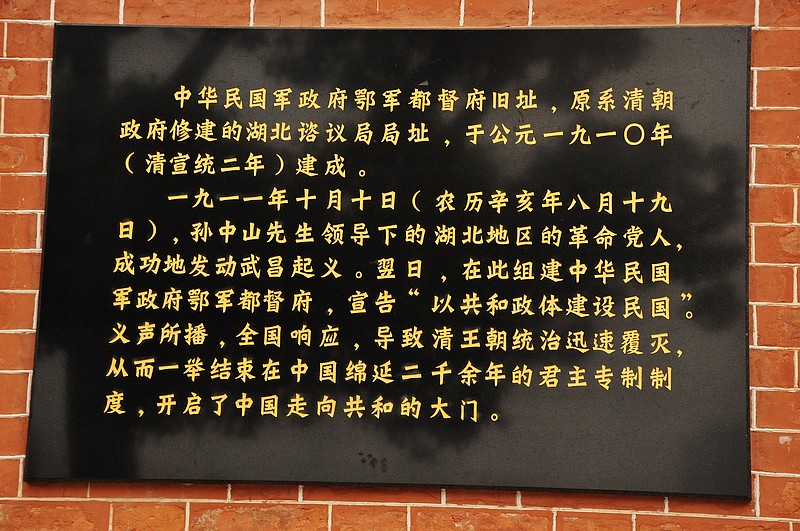 中华民国军政府鄂军都督府旧址，原系清朝
政府修建的湖北谘议局局址，于公元一九一〇年
（清宣统二年）建成。
一九一一年十月十日（农历辛亥年八月十九
日），孙中山先生领导下的湖北地区的革命党人，
成功地发动武昌起义。翌日，在此组建中华民国
军政府鄂军都督府，宣告“以共和政体建设民国”。
义声所播，全国响应，导致清王朝统治迅速覆灭，
从而一举结束在中国绵延二千余年的君主专制制
度，开启了中国走向共和的大门。